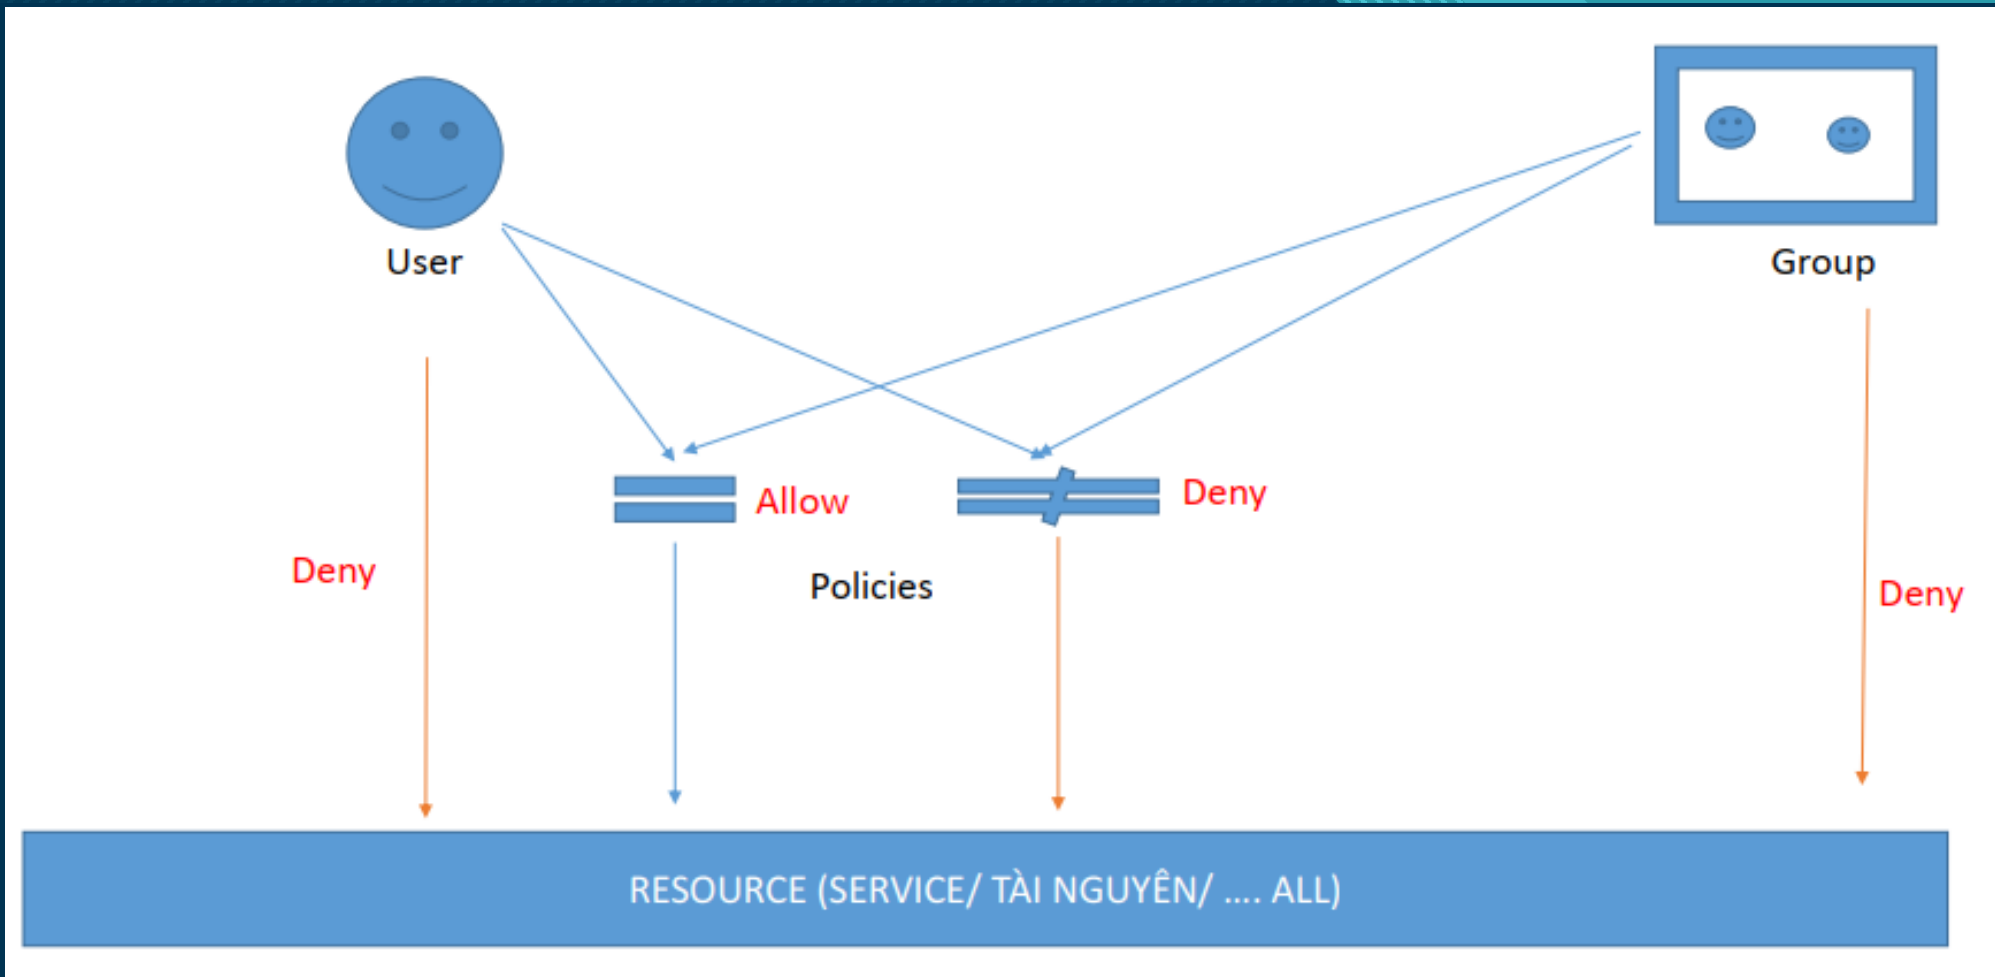 User
Group
Allow
Deny
Deny
Policies
Deny
RESOURCE (SERVICE/ TÀI NGUYÊN/ .... ALL)